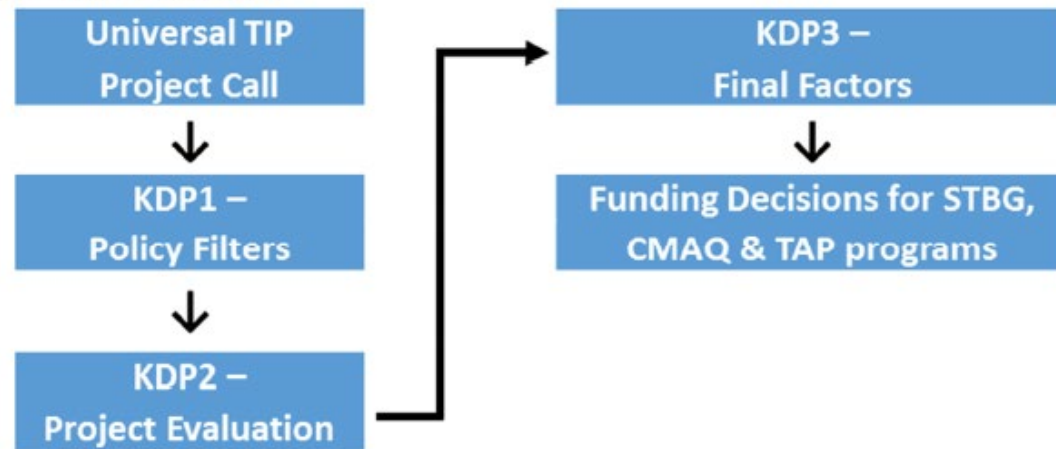 Universal TIP
Project Call
KDP1 –
Policy Filters
KDP2 –
Project Evaluation
KDP3 –
Final Factors
Funding Decisions for STBG,
CMAQ & TAP programs